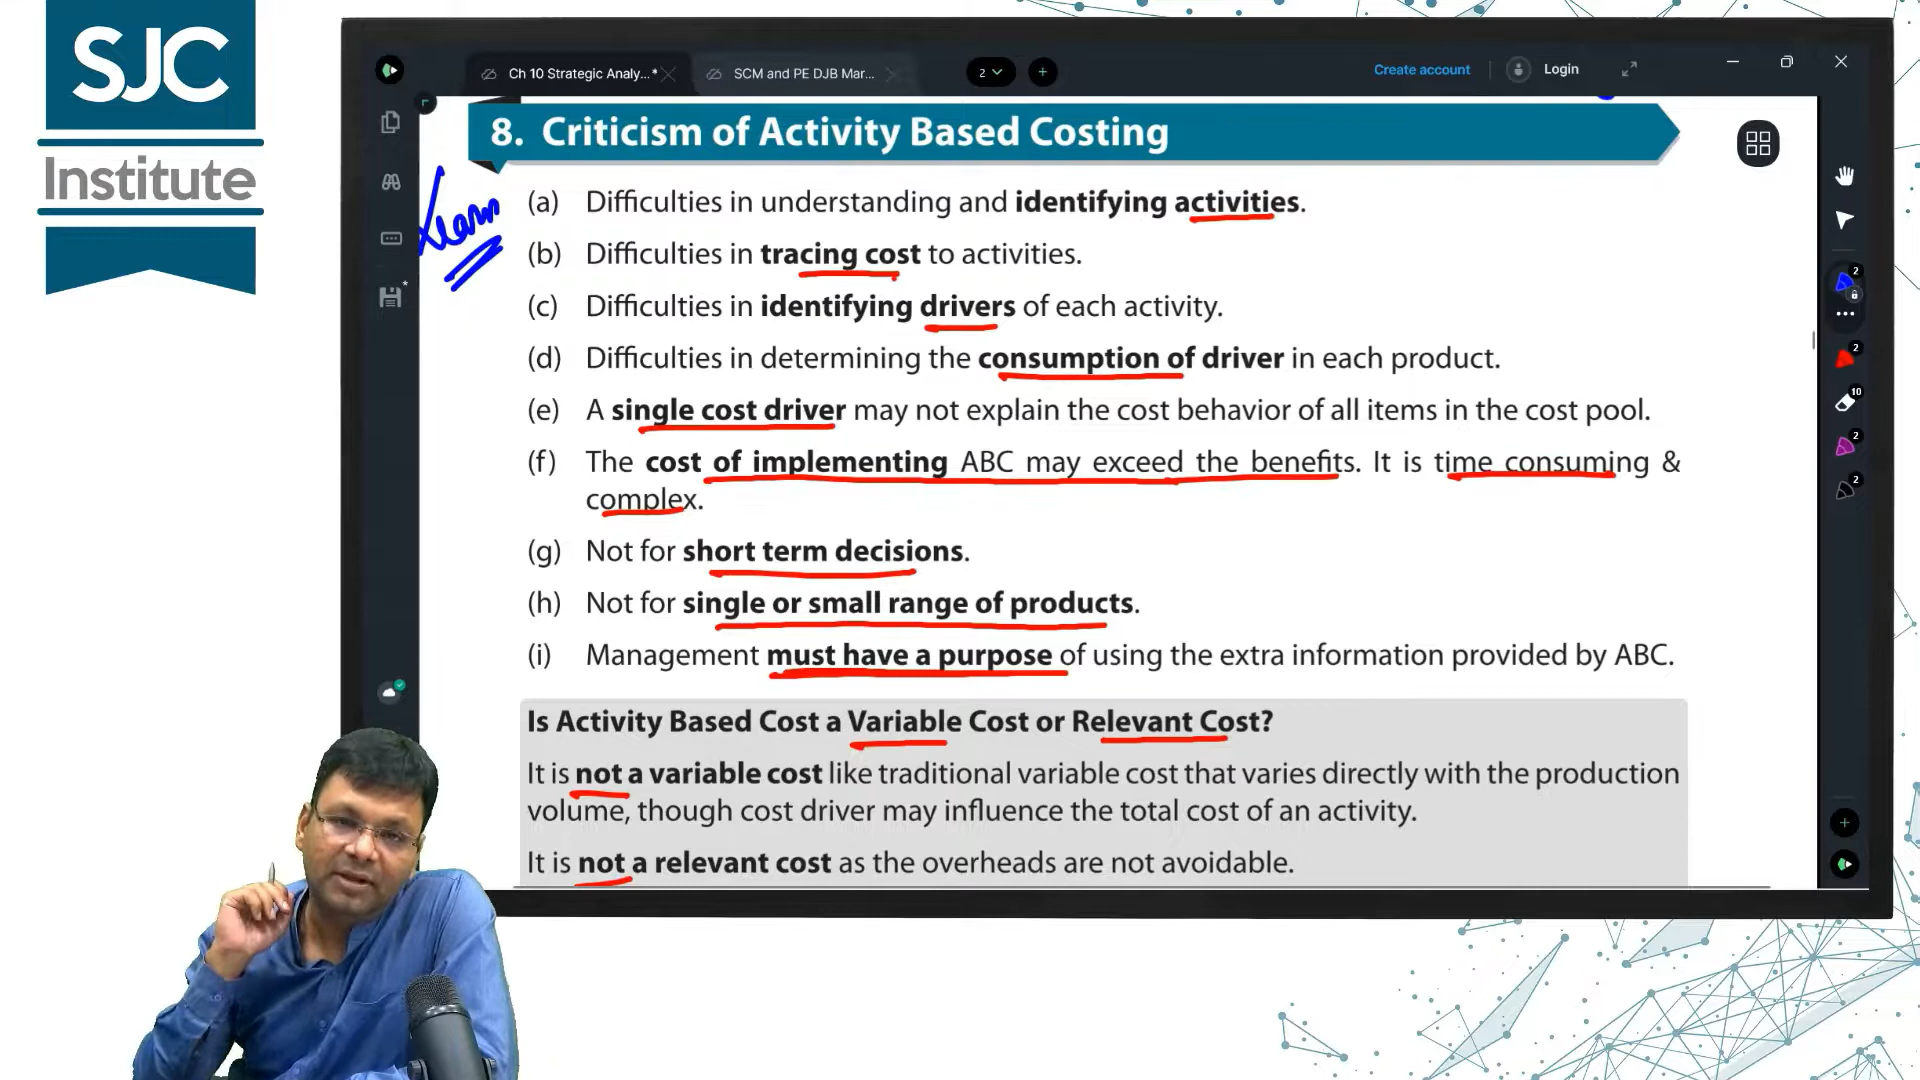 SJC
Institute
Ch 10 Strategic Analy...*
SCM and PE DJB Mar...
2
Create account
Login
8. Criticism of Activity Based Costing
Learn
(a) Difficulties in understanding and identifying activities.
(b) Difficulties in tracing cost to activities.
(c) Difficulties in identifying drivers of each activity.
(d) Difficulties in determining the consumption of driver in each product.
(e) A single cost driver may not explain the cost behavior of all items in the cost pool.
(f) The cost of implementing ABC may exceed the benefits. It is time consuming &
complex.
(g) Not for short term decisions.
(h) Not for single or small range of products.
(i) Management must have a purpose of using the extra information provided by ABC.
Is Activity Based Cost a Variable Cost or Relevant Cost?
It is not a variable cost like traditional variable cost that varies directly with the production
volume, though cost driver may influence the total cost of an activity.
It is not a relevant cost as the overheads are not avoidable.
2
2
10
2
2